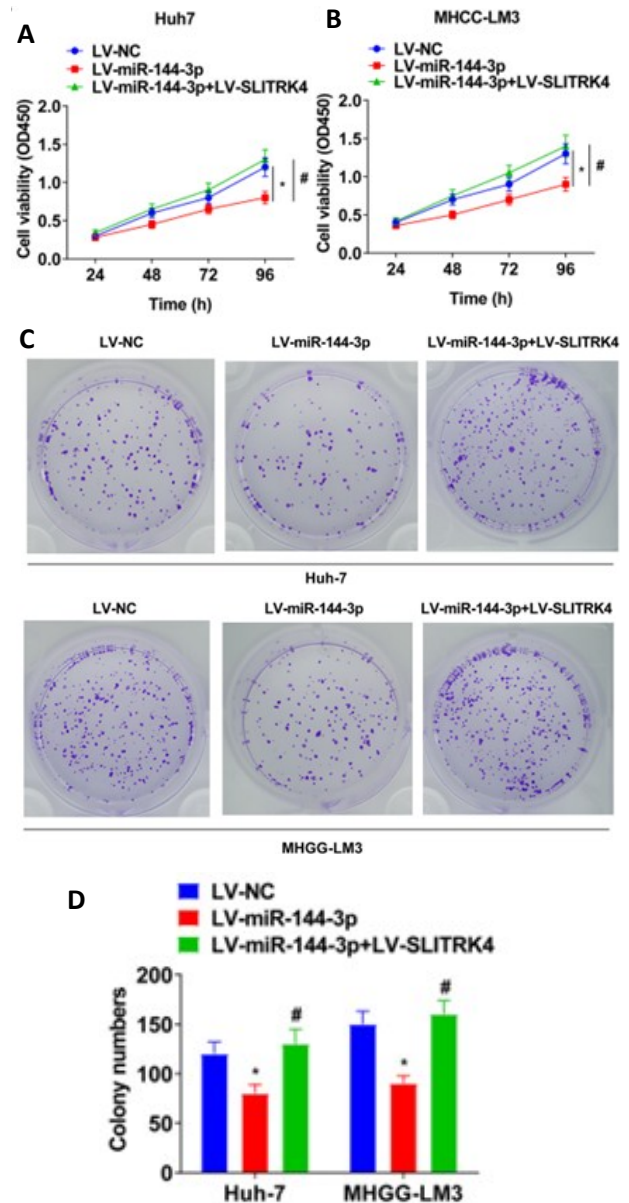 A
Huh7
LV-NC
LV-miR-144-3p
LV-miR-144-3p+LV-SLITRK4
Cell viability (OD450)
2.0
1.5
1.0
0.5
0.0
* #
24 48 72 96
Time (h)
B
MHCC-LM3
LV-NC
LV-miR-144-3p
LV-miR-144-3p+LV-SLITRK4
Cell viability (OD450)
2.0
1.5
1.0
0.5
0.0
* #
24 48 72 96
Time (h)
C
LV-NC LV-miR-144-3p LV-miR-144-3p+LV-SLITRK4
Huh-7
LV-NC LV-miR-144-3p LV-miR-144-3p+LV-SLITRK4
MHGG-LM3
D
LV-NC
LV-miR-144-3p
LV-miR-144-3p+LV-SLITRK4
Colony numbers
200
150
100
50
0
* # * #
Huh-7 MHGG-LM3